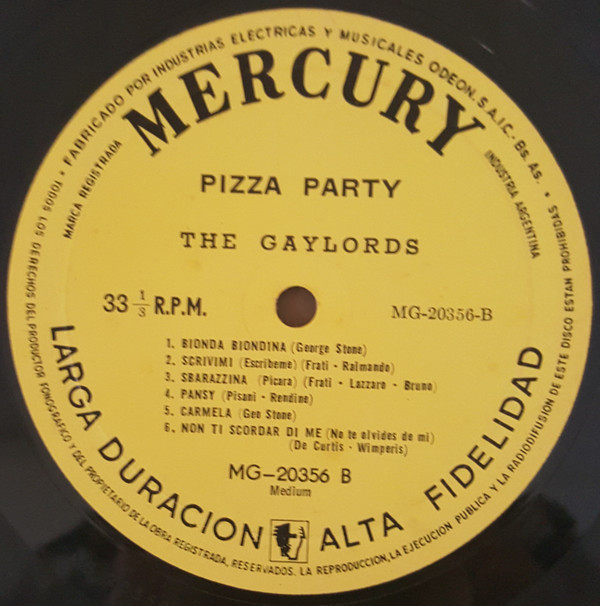 • FABRICADO POR INDUSTRIAS ELECTRICAS Y MUSICALES ODEON, S.A.I.C.-Bs. As. •
MERCURY
MARCA REGISTRADA
INDUSTRIA ARGENTINA
PIZZA PARTY
THE GAYLORDS
33 1/3 R.P.M.
MG-20356-B
1. BIONDA BIONDINA (George Stone)
2. SCRIVIMI (Escribeme) (Frati - Raimando)
3. SBARAZZINA (Picara) (Frati - Lazzaro - Bruno)
4. PANSY (Pisani - Rendine)
5. CARMELA (Geo Stone)
6. NON TI SCORDAR DI ME (No te olvides de mi)
(De Curtis - Wimperis)
MG-20356 B
Medium
LARGA DURACION ALTA FIDELIDAD
TODOS LOS DERECHOS DEL PRODUCTOR FONOGRAFICO Y DEL PROPIETARIO DE LA OBRA REGISTRADA, RESERVADOS. LA REPRODUCCION, LA EJECUCION PUBLICA Y LA RADIODIFUSION DE ESTE DISCO ESTAN PROHIBIDAS